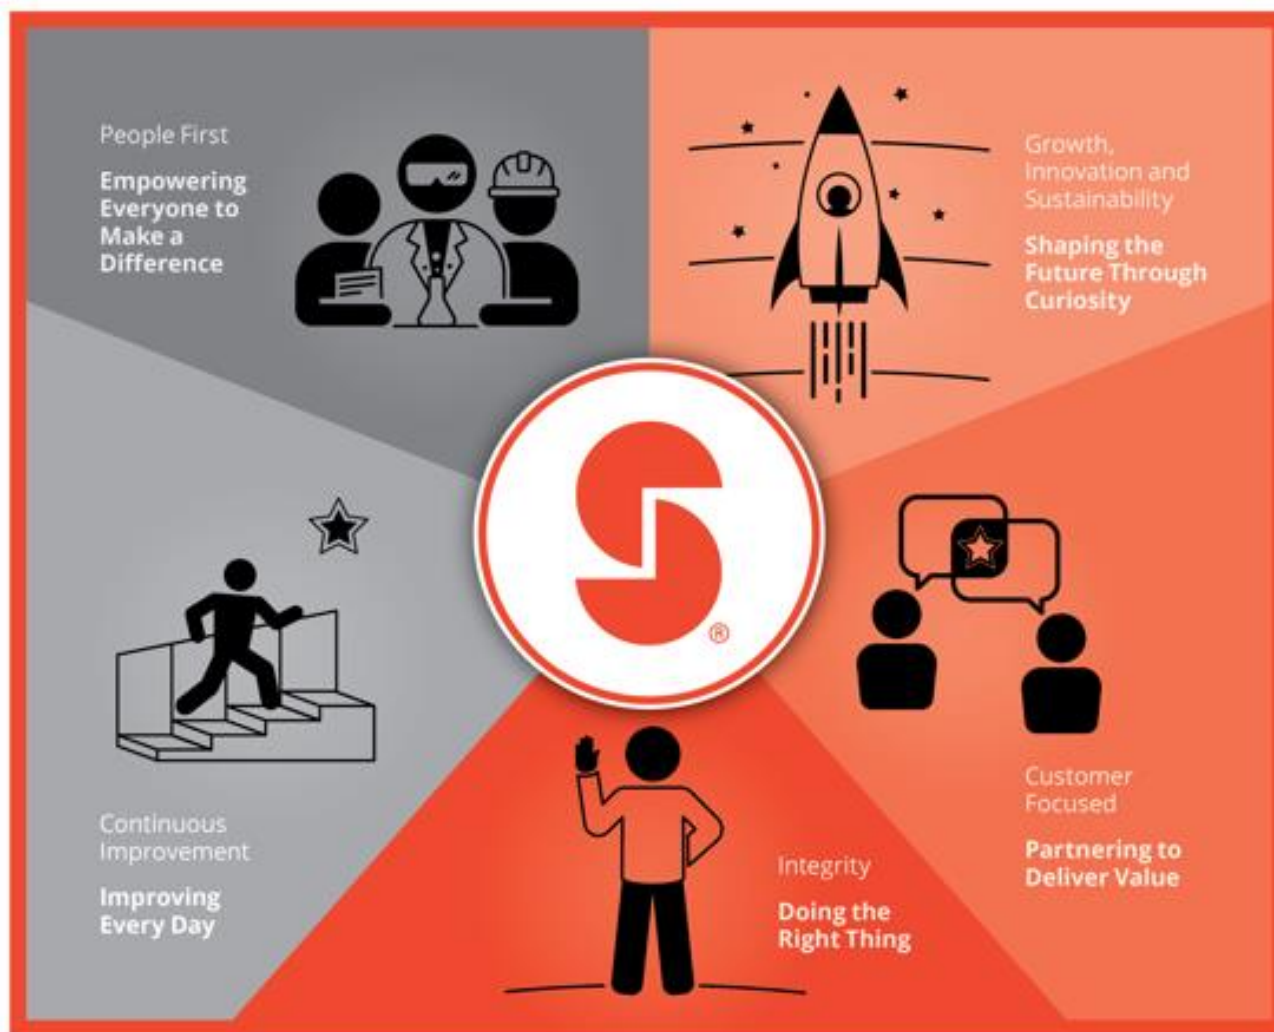 People First
Empowering
Everyone to
Make a
Difference
Growth,
Innovation and
Sustainability
Shaping the
Future Through
Curiosity
Customer
Focused
Partnering to
Deliver Value
Integrity
Doing the
Right Thing
Continuous
Improvement
Improving
Every Day
S
®